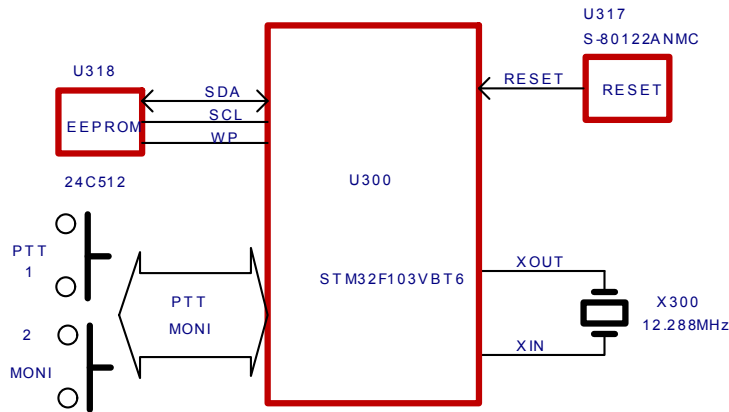 U317
S-80122ANMC
U318
RESET
RESET
SDA
SCL
WP
EEPROM
24C512
U300
PTT
1
PTT
MONI
STM32F103VBT6
XOUT
X300
12.288MHz
XIN
2
MONI